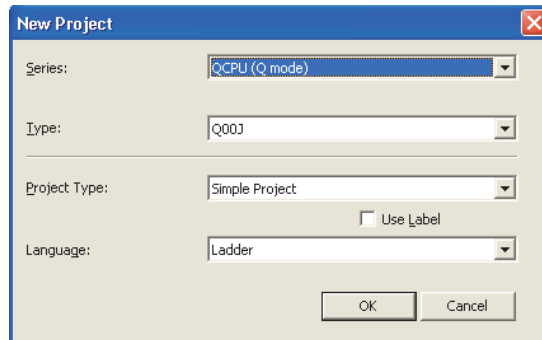 New Project
Series: QCPU (Q mode)
Type: Q00J
Project Type: Simple Project
Use Label
Language: Ladder
OK Cancel